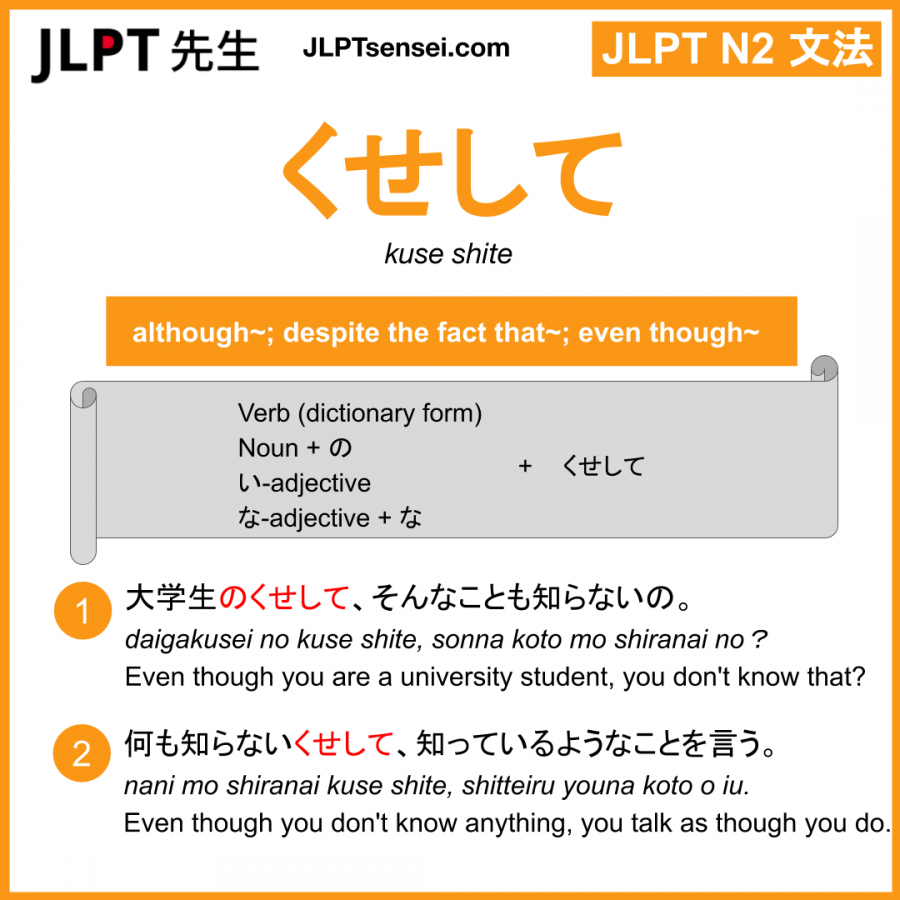 JLPT 先生
JLPTsensei.com
JLPT N2 文法
くせして
kuse shite
although~; despite the fact that~; even though~
Verb (dictionary form)
Noun + の
い-adjective
な-adjective + な
+ くせして
1 大学生のくせして、そんなことも知らないの。
daigakusei no kuse shite, sonna koto mo shiranai no？
Even though you are a university student, you don't know that?
2 何も知らないくせして、知っているようなことを言う。
nani mo shiranai kuse shite, shitteiru youna koto o iu.
Even though you don't know anything, you talk as though you do.